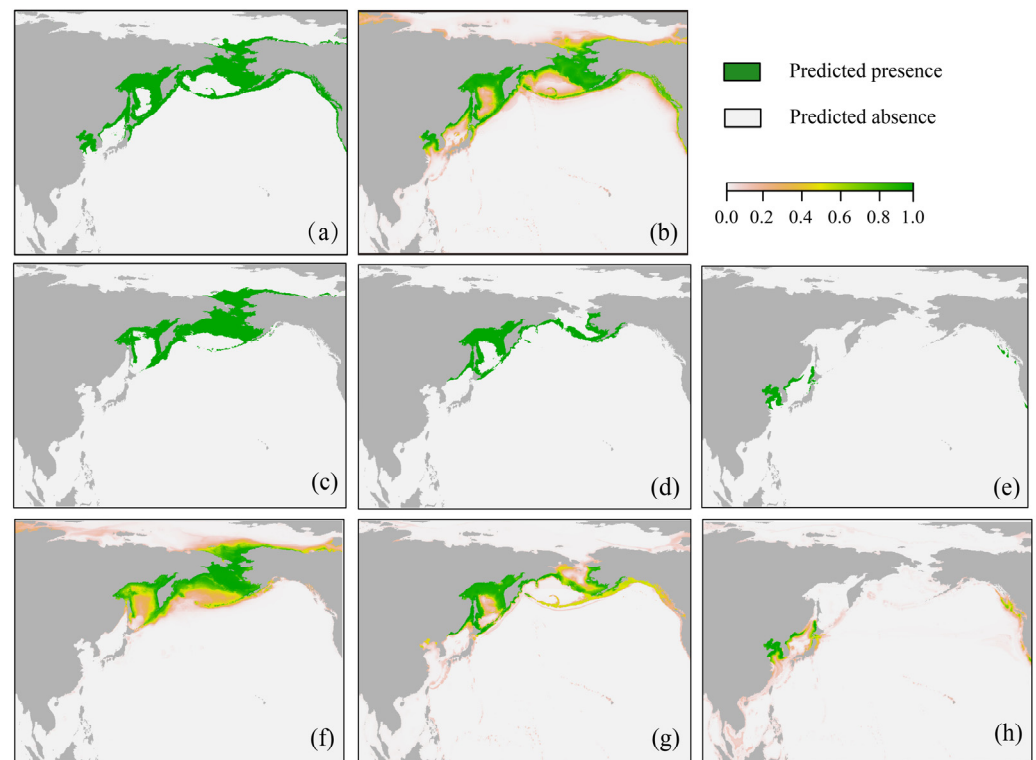 Predicted presence
Predicted absence
0.0 0.2 0.4 0.6 0.8 1.0
(a)
(b)
(c)
(d)
(e)
(f)
(g)
(h)